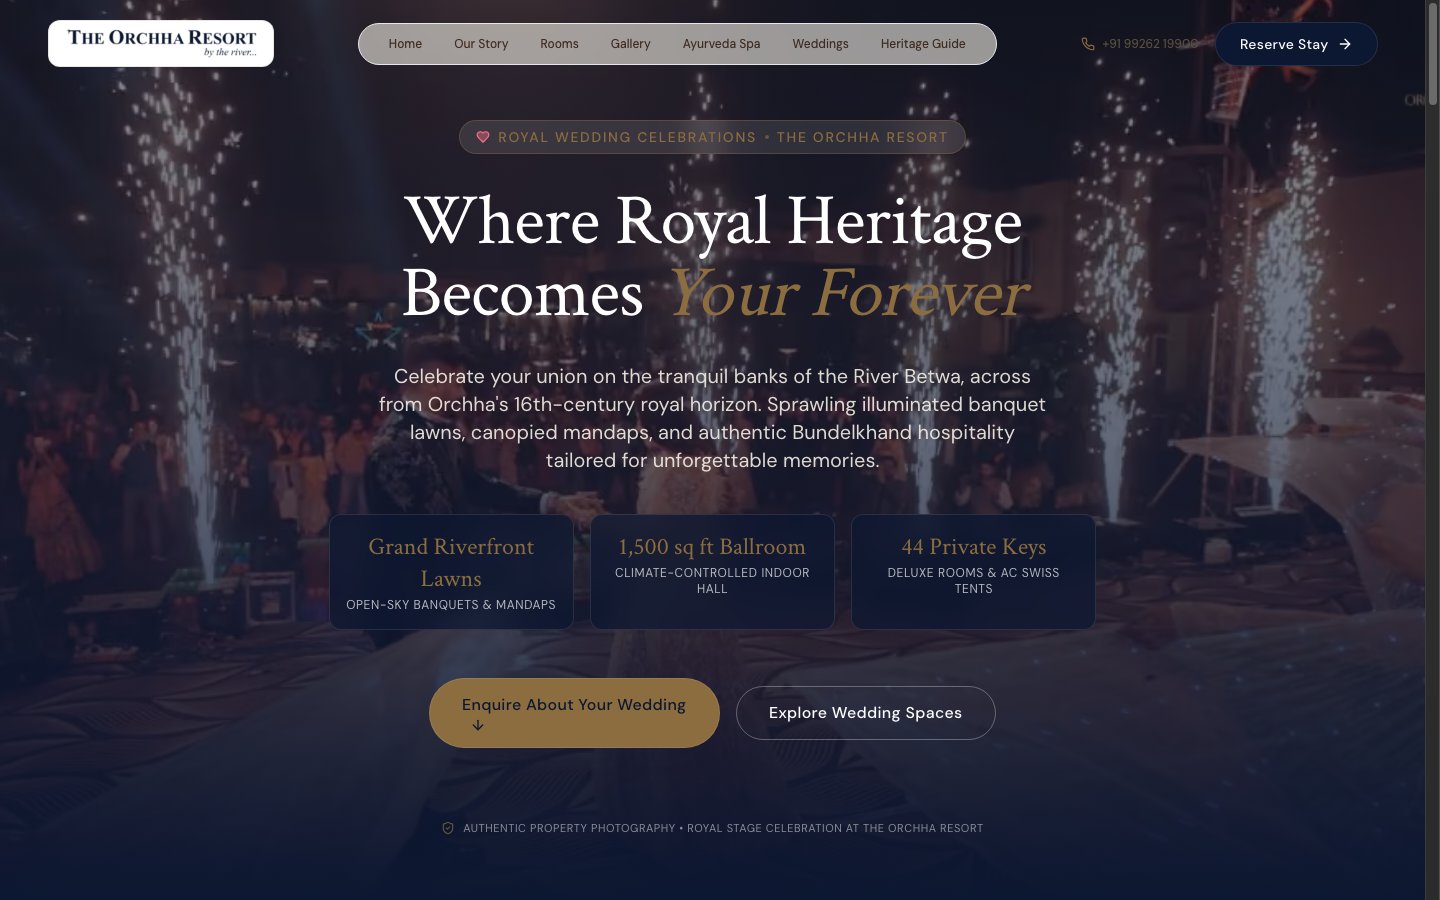 THE ORCHHA RESORT
by the river...
Home
Our Story
Rooms
Gallery
Ayurveda Spa
Weddings
Heritage Guide
+91 99262 19900
Reserve Stay
ROYAL WEDDING CELEBRATIONS • THE ORCHHA RESORT
Where Royal Heritage
Becomes Your Forever
Celebrate your union on the tranquil banks of the River Betwa, across
from Orchha's 16th-century royal horizon. Sprawling illuminated banquet
lawns, canopied mandaps, and authentic Bundelkhand hospitality
tailored for unforgettable memories.
Grand Riverfront
Lawns
OPEN-SKY BANQUETS & MANDAPS
1,500 sq ft Ballroom
CLIMATE-CONTROLLED INDOOR
HALL
44 Private Keys
DELUXE ROOMS & AC SWISS
TENTS
Enquire About Your Wedding
↓
Explore Wedding Spaces
AUTHENTIC PROPERTY PHOTOGRAPHY • ROYAL STAGE CELEBRATION AT THE ORCHHA RESORT